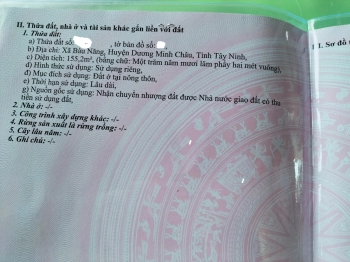 II. Thửa đất, nhà ở và tài sản khác gắn liền với đất
1. Thửa đất:
a) Thửa đất số: , tờ bản đồ số:
b) Địa chỉ: Xã Bàu Năng, Huyện Dương Minh Châu, Tỉnh Tây Ninh,
c) Diện tích: 155,2m², (bằng chữ: Một trăm năm mươi lăm phẩy hai mét vuông),
d) Hình thức sử dụng: Sử dụng riêng,
đ) Mục đích sử dụng: Đất ở tại nông thôn,
e) Thời hạn sử dụng: Lâu dài,
g) Nguồn gốc sử dụng: Nhận chuyển nhượng đất được Nhà nước giao đất có thu
tiền sử dụng đất,
2. Nhà ở: -/-
3. Công trình xây dựng khác: -/-
4. Rừng sản xuất là rừng trồng: -/-
5. Cây lâu năm: -/-
6. Ghi chú: -/-
I. Sơ đồ